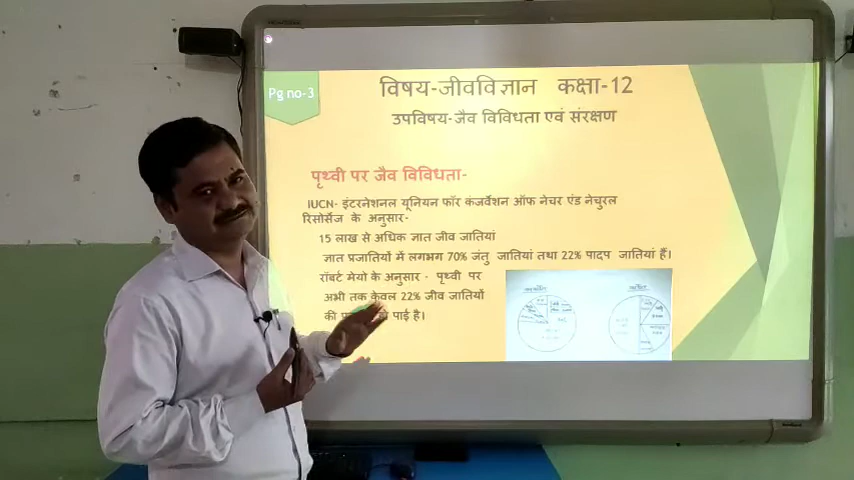 Pg no-3
विषय-जीवविज्ञान कक्षा-12
उपविषय-जैव विविधता एवं संरक्षण
पृथ्वी पर जैव विविधता-
IUCN- इंटरनेशनल यूनियन फॉर कंजर्वेशन ऑफ नेचर एंड नेचुरल
रिसोर्सेज के अनुसार-
15 लाख से अधिक ज्ञात जीव जातियां
ज्ञात प्रजातियों में लगभग 70% जंतु जातियां तथा 22% पादप जातियां हैं।
रॉबर्ट मेयो के अनुसार - पृथ्वी पर
अभी तक केवल 22% जीव जातियों
की पाई है।